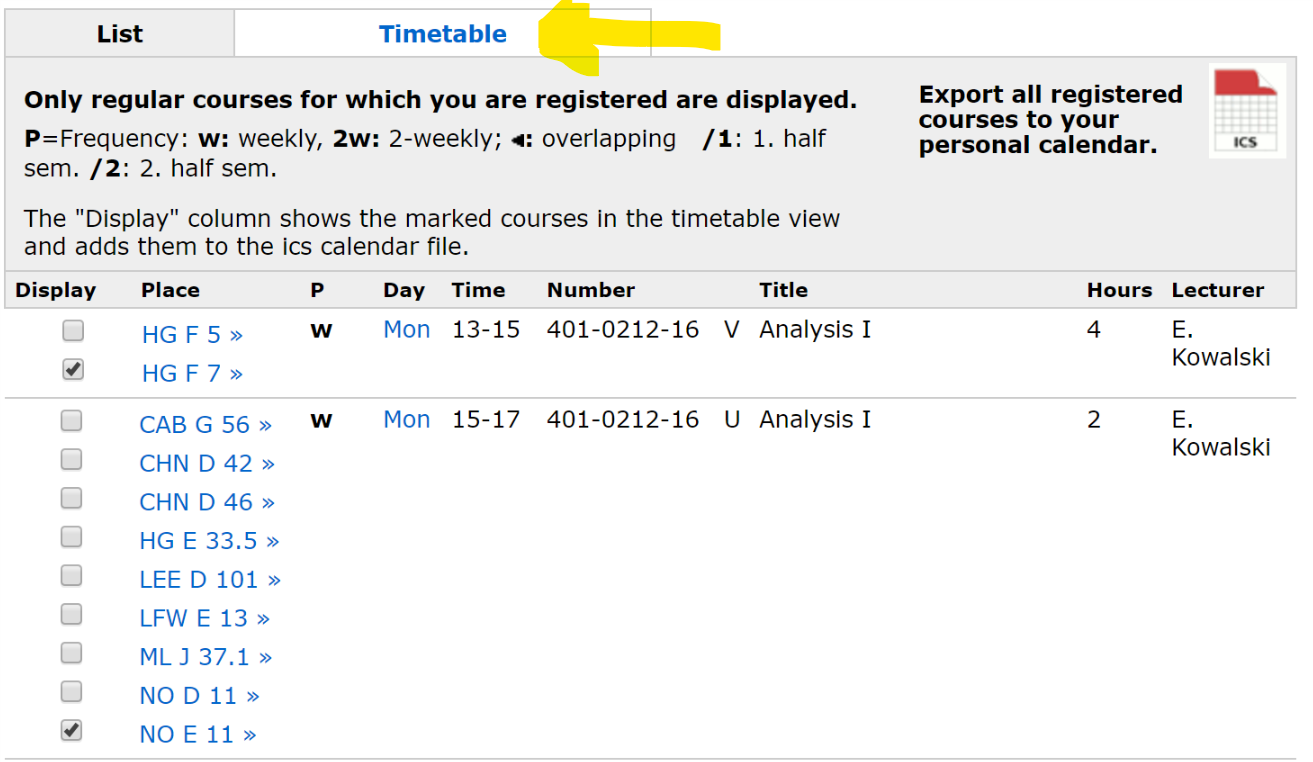 List Timetable
Only regular courses for which you are registered are displayed.
P=Frequency: w: weekly, 2w: 2-weekly; ⯇: overlapping /1: 1. half
sem. /2: 2. half sem.
The "Display" column shows the marked courses in the timetable view
and adds them to the ics calendar file.
Export all registered
courses to your
personal calendar.
ICS
Display Place P Day Time Number Title Hours Lecturer
HG F 5 » w Mon 13-15 401-0212-16 V Analysis I 4 E.
Kowalski
HG F 7 »
CAB G 56 » w Mon 15-17 401-0212-16 U Analysis I 2 E.
Kowalski
CHN D 42 »
CHN D 46 »
HG E 33.5 »
LEE D 101 »
LFW E 13 »
ML J 37.1 »
NO D 11 »
NO E 11 »